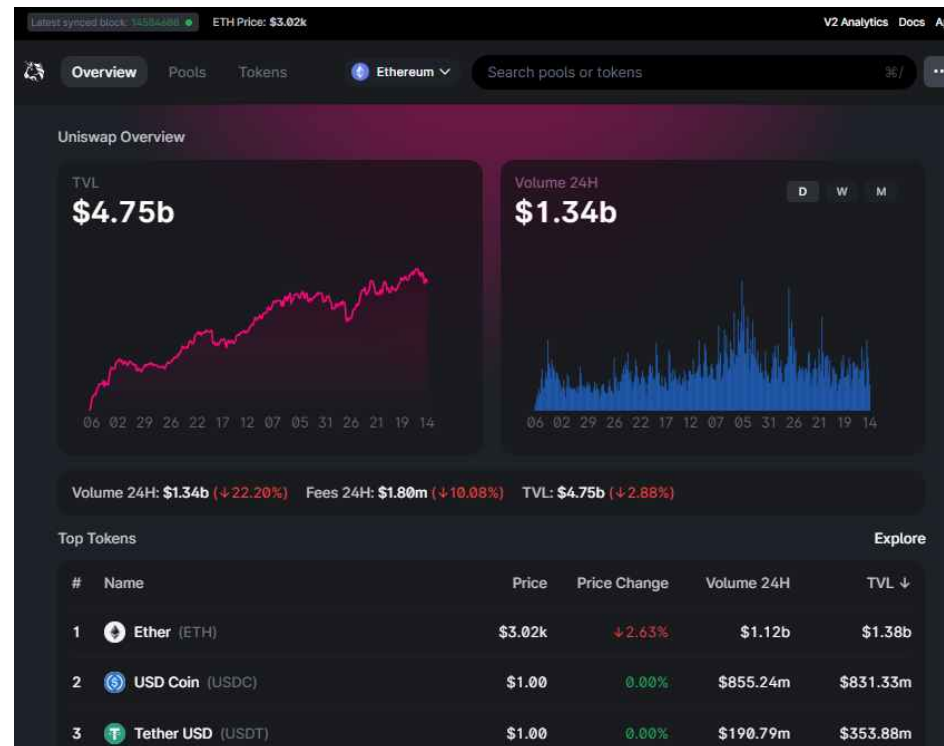 Latest synced block: 14584688 ETH Price: $3.02k V2 Analytics Docs
Overview Pools Tokens Ethereum Search pools or tokens ⌘/ ...
Uniswap Overview
TVL
$4.75b
06 02 29 26 22 17 12 07 05 31 26 21 19 14
Volume 24H
D W M
$1.34b
06 02 29 26 22 17 12 07 05 31 26 21 19 14
Volume 24H: $1.34b (↓22.20%) Fees 24H: $1.80m (↓10.08%) TVL: $4.75b (↓2.88%)
Top Tokens Explore
# Name Price Price Change Volume 24H TVL ↓
1 Ether (ETH) $3.02k ↓2.63% $1.12b $1.38b
2 USD Coin (USDC) $1.00 0.00% $855.24m $831.33m
3 Tether USD (USDT) $1.00 0.00% $190.79m $353.88m